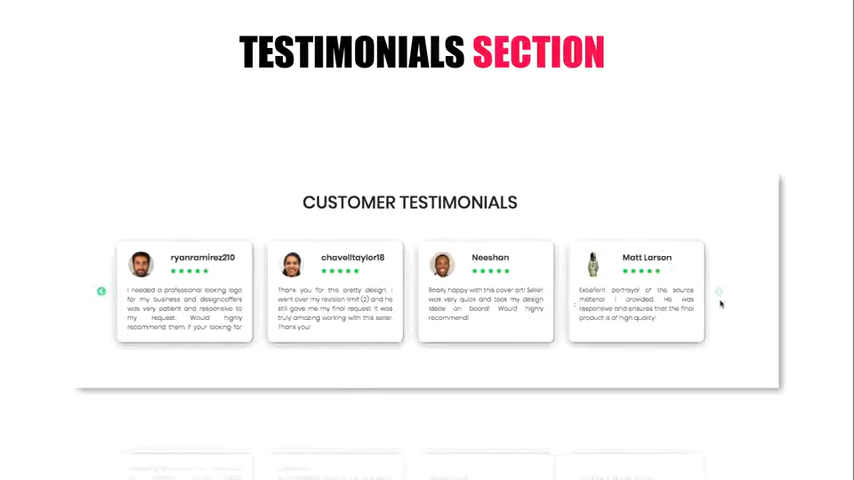 TESTIMONIALS SECTION
CUSTOMER TESTIMONIALS
ryanramirez210
I needed a professional looking logo
for my business and designoffers
was very patient and responsive to
my request. Would highly
recommend them if your looking for
chavelltaylor18
Thank you for this pretty design. I
went over my revision limit (2) and he
still gave me my final request. It was
truly amazing working with this seller.
Thank you!
Neeshan
Really happy with this cover art! Seller
was very quick and took my design
ideas on board! Would highly
recommend!
Matt Larson
Excellent portrayal of the source
material I provided. He was
responsive and ensures that the final
product is of high quality!